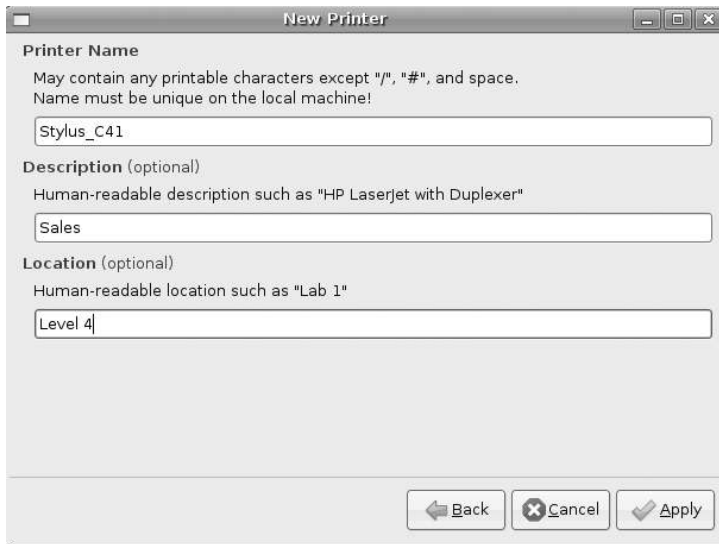 New Printer
Printer Name
May contain any printable characters except "/", "#", and space.
Name must be unique on the local machine!
Stylus_C41
Description (optional)
Human-readable description such as "HP LaserJet with Duplexer"
Sales
Location (optional)
Human-readable location such as "Lab 1"
Level 4
Back Cancel Apply